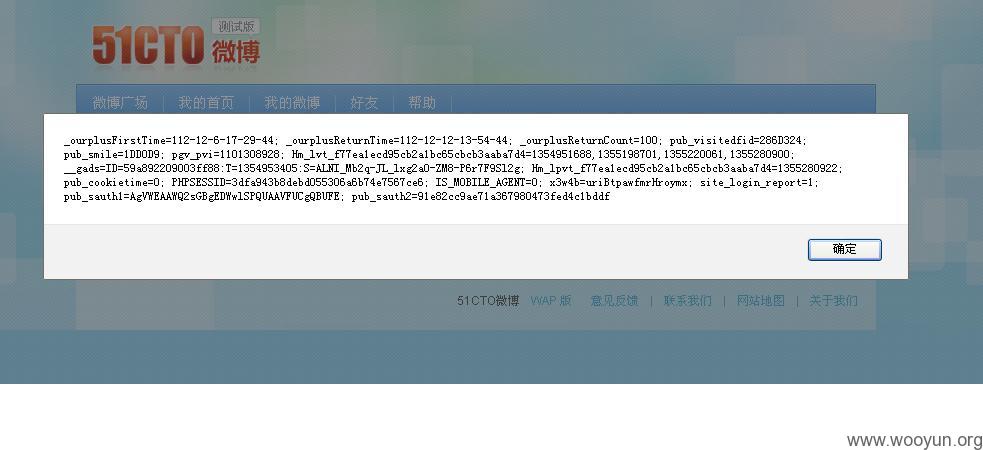 51CTO 测试版
微博
微博广场 我的首页 我的微博 好友 帮助
_ourplusFirstTime=112-12-6-17-29-44; _ourplusReturnTime=112-12-12-13-54-44; _ourplusReturnCount=100; pub_visitedfid=286D324;
pub_smile=1DD0D9; pgv_pvi=1101308928; Hm_lvt_f77ea1ecd95cb2a1bc65cbcb3aaba7d4=1354951688,1355198701,1355220061,1355280900;
__gads=ID=59a892209003ff88:T=1354953405:S=ALNI_Mb2q-JL_lxg2aO-ZM8-P6r7F9Sl2g; Hm_lpvt_f77ea1ecd95cb2a1bc65cbcb3aaba7d4=1355280922;
pub_cookietime=0; PHPSESSID=3dfa943b8debd055306a6b74e7567ce6; IS_MOBILE_AGENT=0; x3w4b=uriBtpawfmrHroymx; site_login_report=1;
pub_sauth1=AgVWEAAWQ2sGBgEDWwlSPQUAAVFUCgQBUFE; pub_sauth2=91e82cc9ae71a367980473fed4c1bddf
确定
51CTO微博 WAP 版 意见反馈 | 联系我们 | 网站地图 | 关于我们
www.wooyun.org